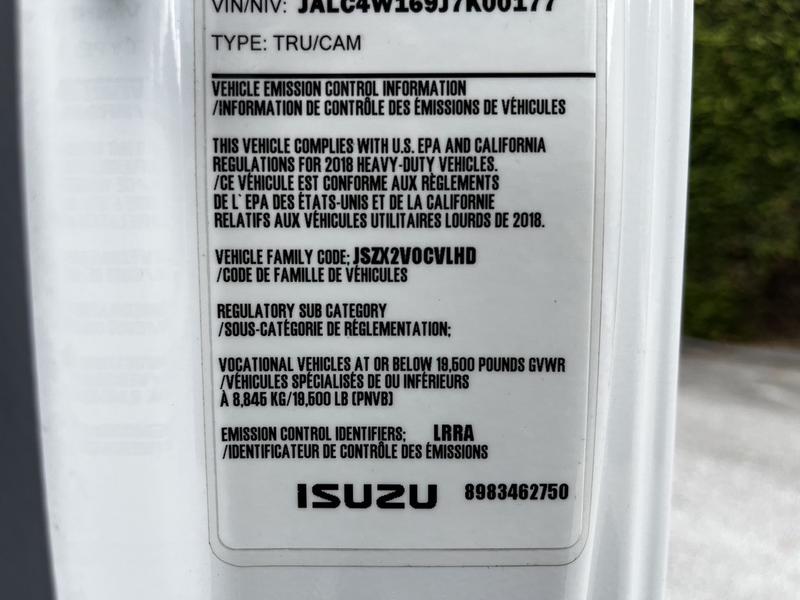 VIN/NIV: JALC4W169J7K00177
TYPE: TRU/CAM
VEHICLE EMISSION CONTROL INFORMATION
/INFORMATION DE CONTRÔLE DES ÉMISSIONS DE VÉHICULES
THIS VEHICLE COMPLIES WITH U.S. EPA AND CALIFORNIA
REGULATIONS FOR 2018 HEAVY-DUTY VEHICLES.
/CE VÉHICULE EST CONFORME AUX RÈGLEMENTS
DE L` EPA DES ÉTATS-UNIS ET DE LA CALIFORNIE
RELATIFS AUX VÉHICULES UTILITAIRES LOURDS DE 2018.
VEHICLE FAMILY CODE; JSZX2VOCVLHD
/CODE DE FAMILLE DE VÉHICULES
REGULATORY SUB CATEGORY
/SOUS-CATÉGORIE DE RÉGLEMENTATION;
VOCATIONAL VEHICLES AT OR BELOW 19,500 POUNDS GVWR
/VÉHICULES SPÉCIALISÉS DE OU INFÉRIEURS
À 8,845 KG/19,500 LB (PNVB)
EMISSION CONTROL IDENTIFIERS; LRRA
/IDENTIFICATEUR DE CONTRÔLE DES ÉMISSIONS
ISUZU 8983462750